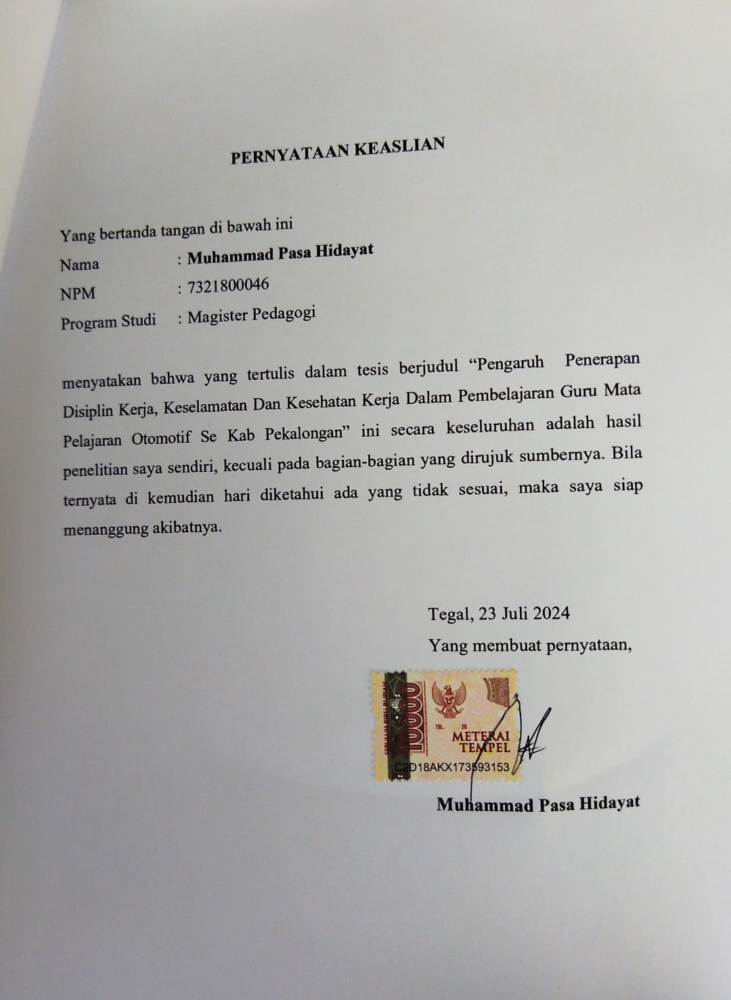 PERNYATAAN KEASLIAN
Yang bertanda tangan di bawah ini
Nama : Muhammad Pasa Hidayat
NPM : 7321800046
Program Studi : Magister Pedagogi
menyatakan bahwa yang tertulis dalam tesis berjudul “Pengaruh Penerapan
Disiplin Kerja, Keselamatan Dan Kesehatan Kerja Dalam Pembelajaran Guru Mata
Pelajaran Otomotif Se Kab Pekalongan” ini secara keseluruhan adalah hasil
penelitian saya sendiri, kecuali pada bagian-bagian yang dirujuk sumbernya. Bila
ternyata di kemudian hari diketahui ada yang tidak sesuai, maka saya siap
menanggung akibatnya.
Tegal, 23 Juli 2024
Yang membuat pernyataan,
SEPULUH RIBU RUPIAH
10000
TGL. 20
METERAI
TEMPEL
C2D18AKX173593153
Muhammad Pasa Hidayat